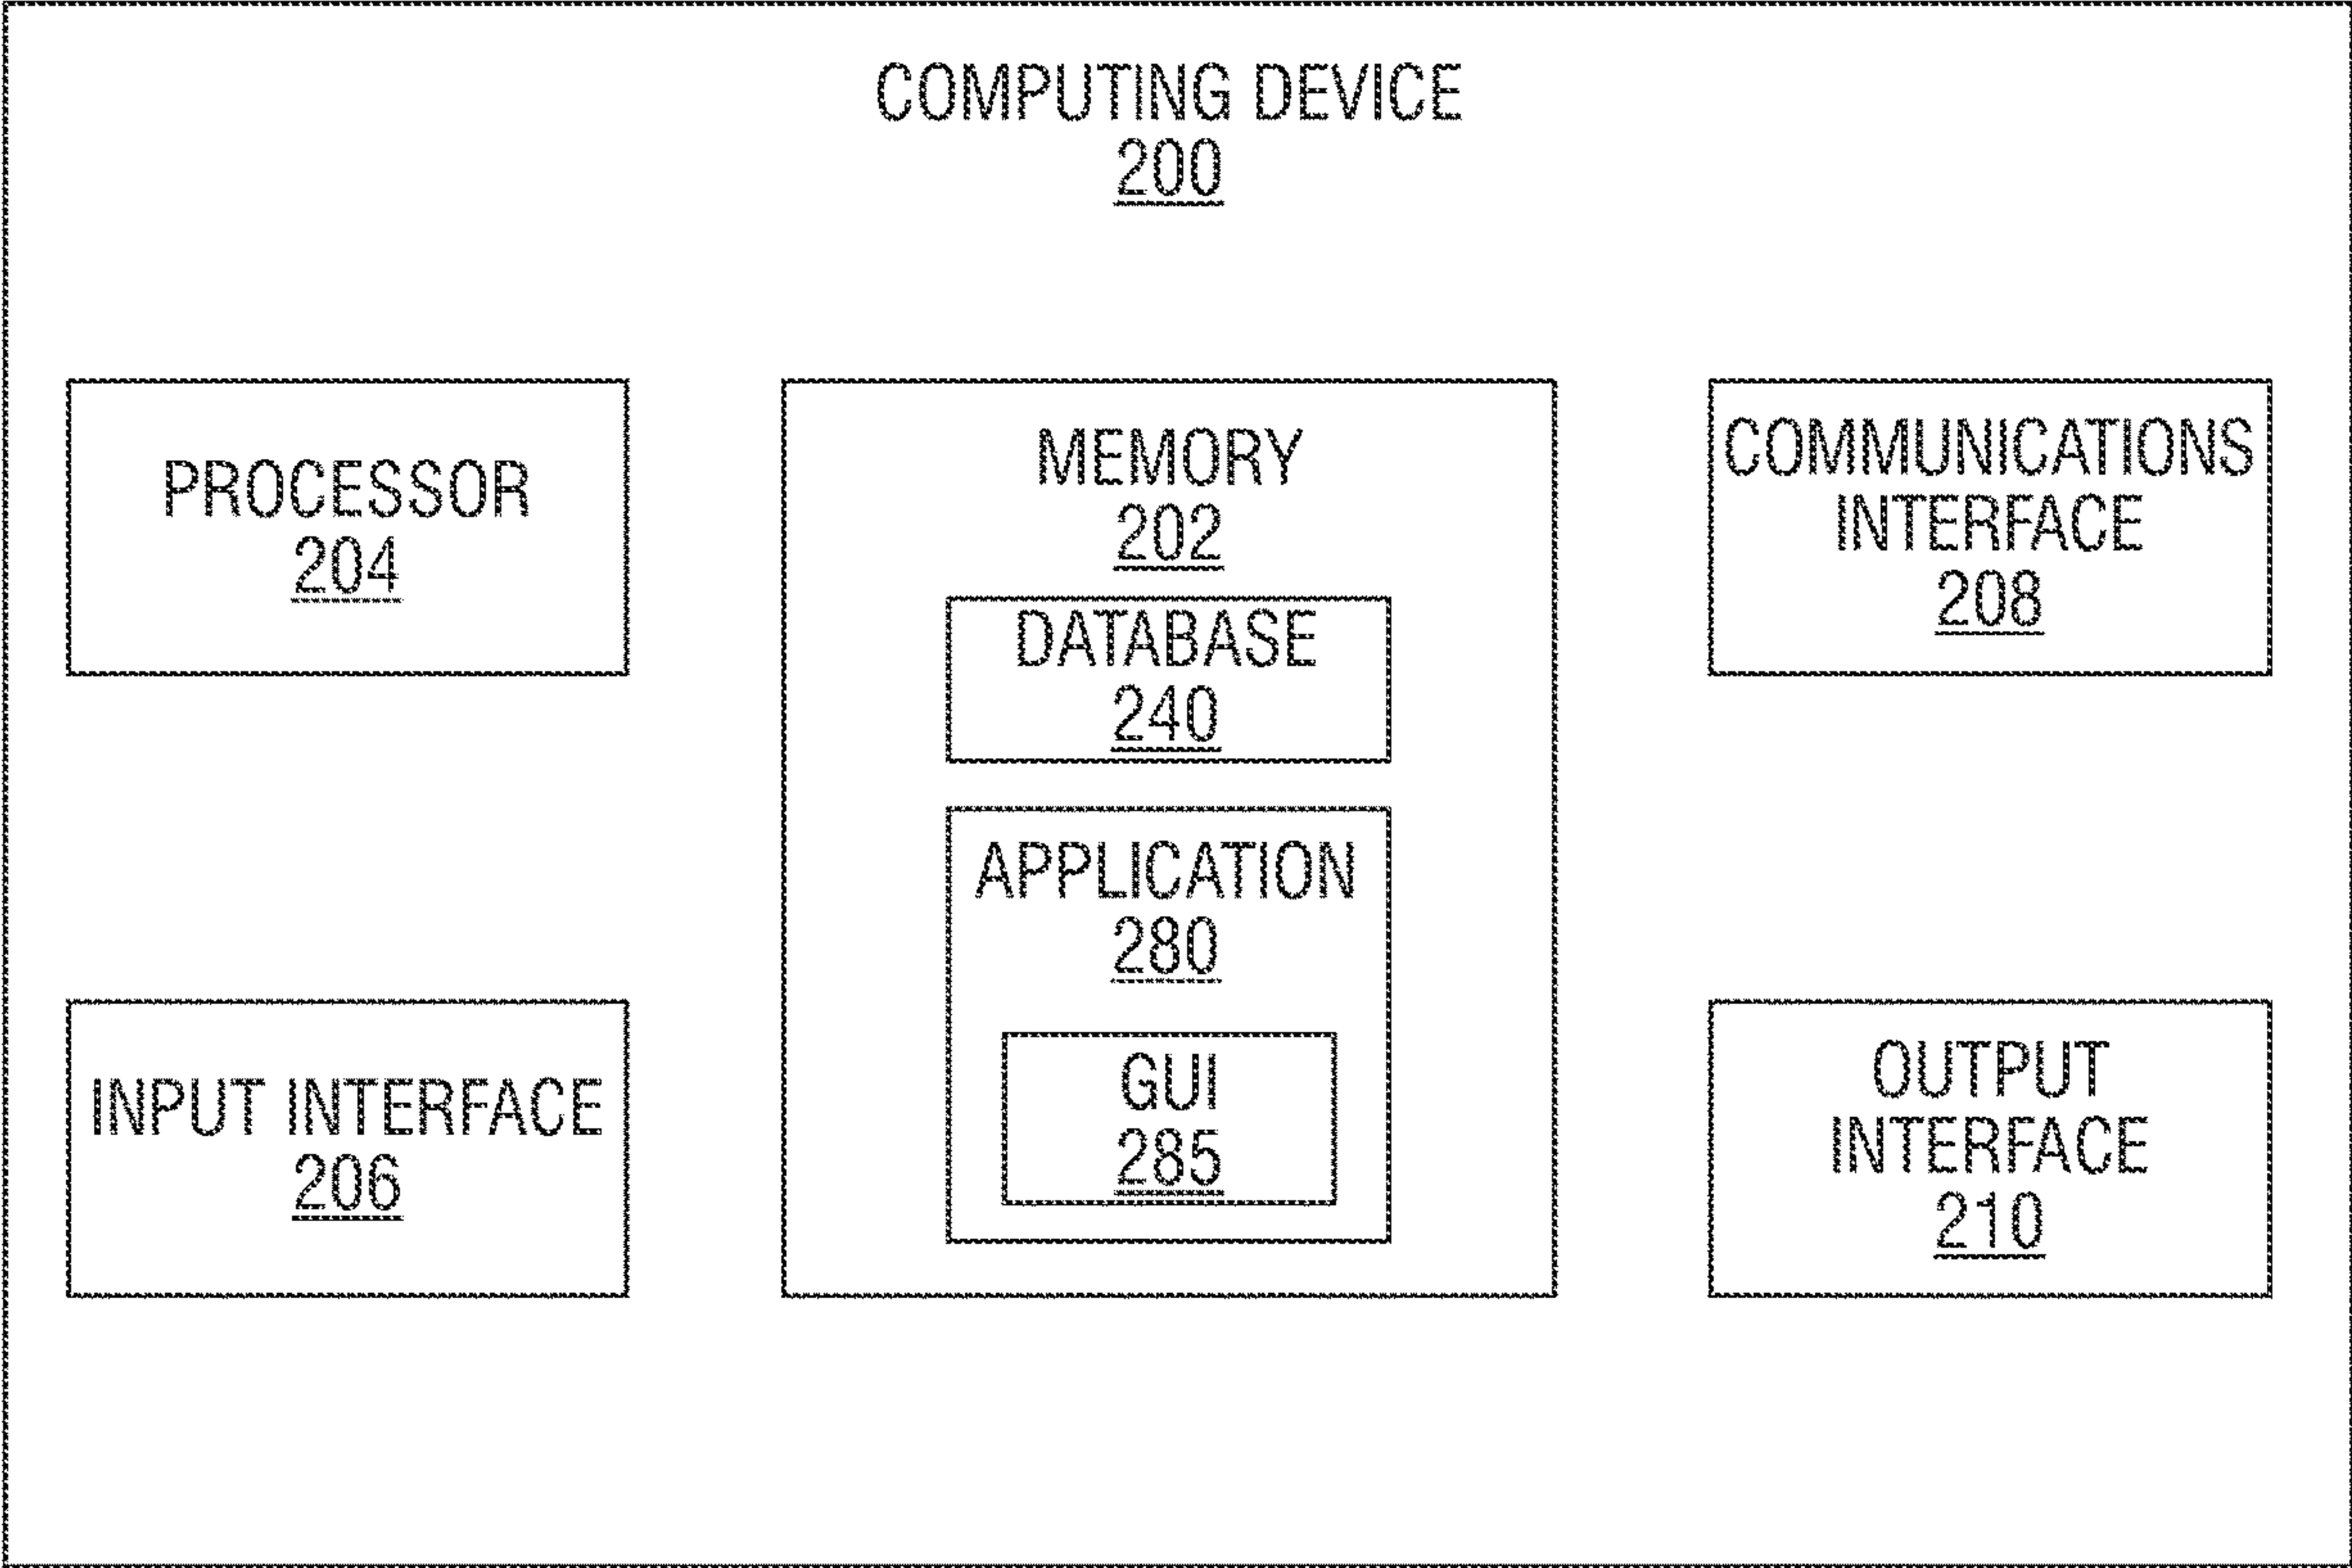 COMPUTING DEVICE
200
PROCESSOR
204
MEMORY
202
DATABASE
240
APPLICATION
280
GUI
285
COMMUNICATIONS
INTERFACE
208
INPUT INTERFACE
206
OUTPUT
INTERFACE
210